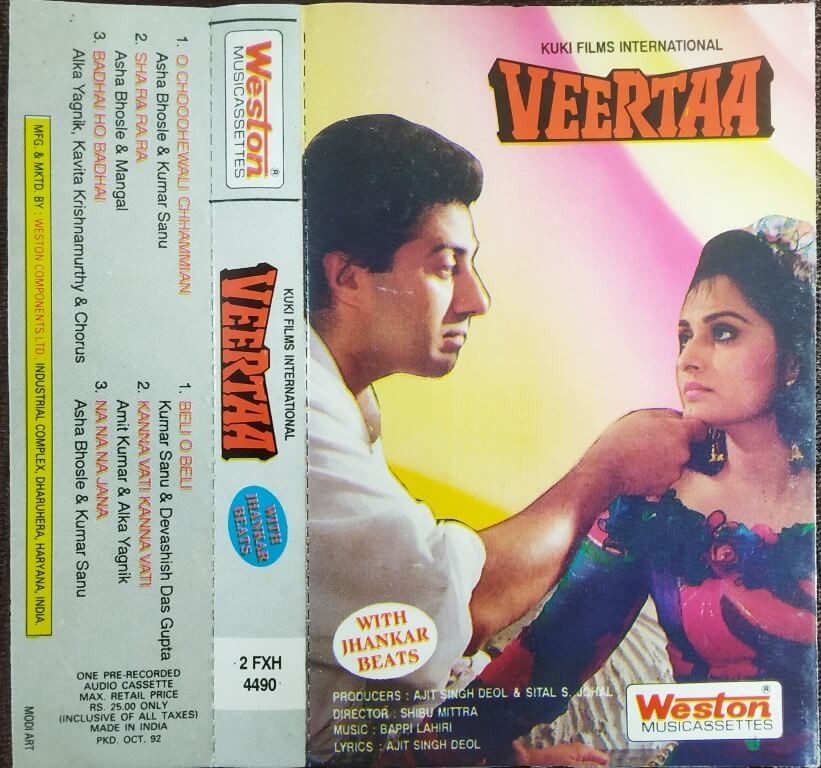 KUKI FILMS INTERNATIONAL
VEERTAA
WITH
JHANKAR
BEATS
PRODUCERS : AJIT SINGH DEOL & SITAL S. JOHAL
DIRECTOR : SHIBU MITTRA
MUSIC : BAPPI LAHIRI
LYRICS : AJIT SINGH DEOL
Weston®
MUSICASSETTES
Weston®
MUSICASSETTES
KUKI FILMS INTERNATIONAL
VEERTAA
WITH
JHANKAR
BEATS
2 FXH
4490
1. O CHOODHEWALI CHHAMMIAN
Asha Bhosle & Kumar Sanu
2. SHA RA RA RA
Asha Bhosle & Mangal
3. BADHAI HO BADHAI
Alka Yagnik, Kavita Krishnamurthy & Chorus
1. BELI O BELI
Kumar Sanu & Devashish Das Gupta
2. KANNA VATI KANNA VATI
Amit Kumar & Alka Yagnik
3. NA NA NA JANA
Asha Bhosle & Kumar Sanu
MFG. & MKTD. BY : WESTON COMPONENTS LTD. INDUSTRIAL COMPLEX, DHARUHERA, HARYANA, INDIA.
ONE PRE-RECORDED
AUDIO CASSETTE
MAX. RETAIL PRICE
RS. 25.00 ONLY
(INCLUSIVE OF ALL TAXES)
MADE IN INDIA
PKD. OCT. 92
MODI ART